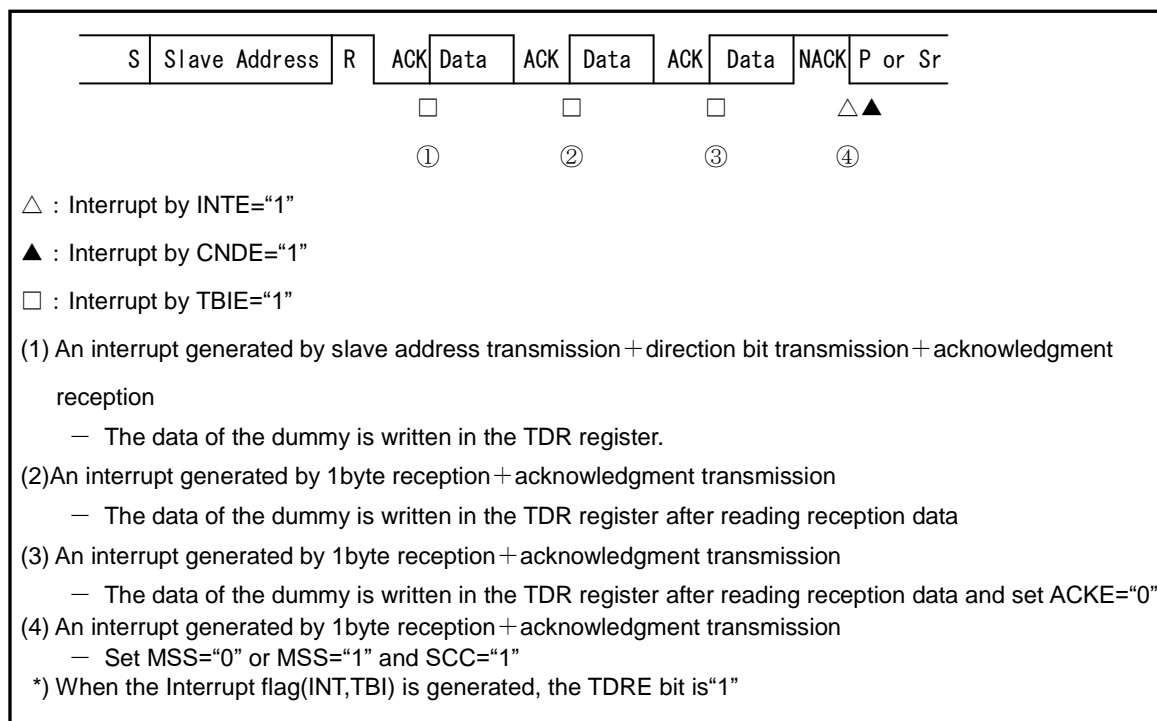 S Slave Address R ACK Data ACK Data ACK Data NACK P or Sr
□ □ □ △▲
① ② ③ ④
△ : Interrupt by INTE=“1”
▲ : Interrupt by CNDE=“1”
□ : Interrupt by TBIE=“1”
(1) An interrupt generated by slave address transmission+direction bit transmission+acknowledgment
reception
－ The data of the dummy is written in the TDR register.
(2)An interrupt generated by 1byte reception+acknowledgment transmission
－ The data of the dummy is written in the TDR register after reading reception data
(3) An interrupt generated by 1byte reception+acknowledgment transmission
－ The data of the dummy is written in the TDR register after reading reception data and set ACKE=“0”
(4) An interrupt generated by 1byte reception+acknowledgment transmission
－ Set MSS=“0” or MSS=“1” and SCC=“1”
*) When the Interrupt flag(INT,TBI) is generated, the TDRE bit is“1”